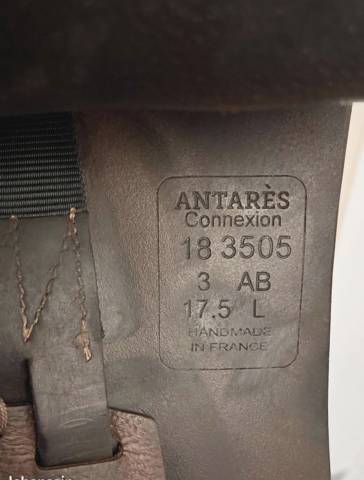 ANTARÈS
Connexion
18 3505
3 AB
17.5 L
HANDMADE
IN FRANCE